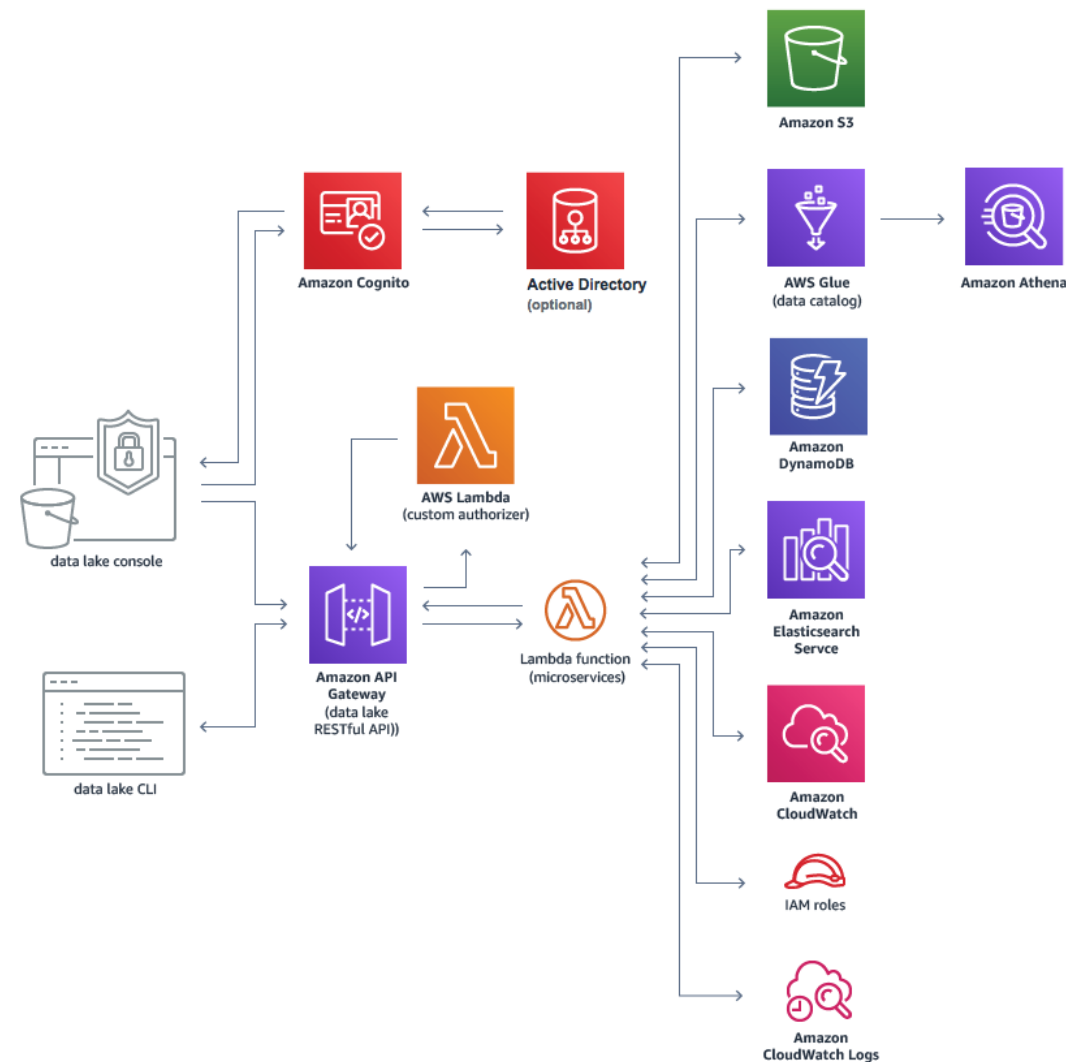 Amazon S3
Amazon Cognito
Active Directory
(optional)
AWS Glue
(data catalog)
Amazon Athena
Amazon
DynamoDB
AWS Lambda
(custom authorizer)
data lake console
</>
Amazon API
Gateway
(data lake
RESTful API))
Lambda function
(microservices)
Amazon
Elasticsearch
Servce
data lake CLI
Amazon
CloudWatch
IAM roles
Amazon
CloudWatch Logs